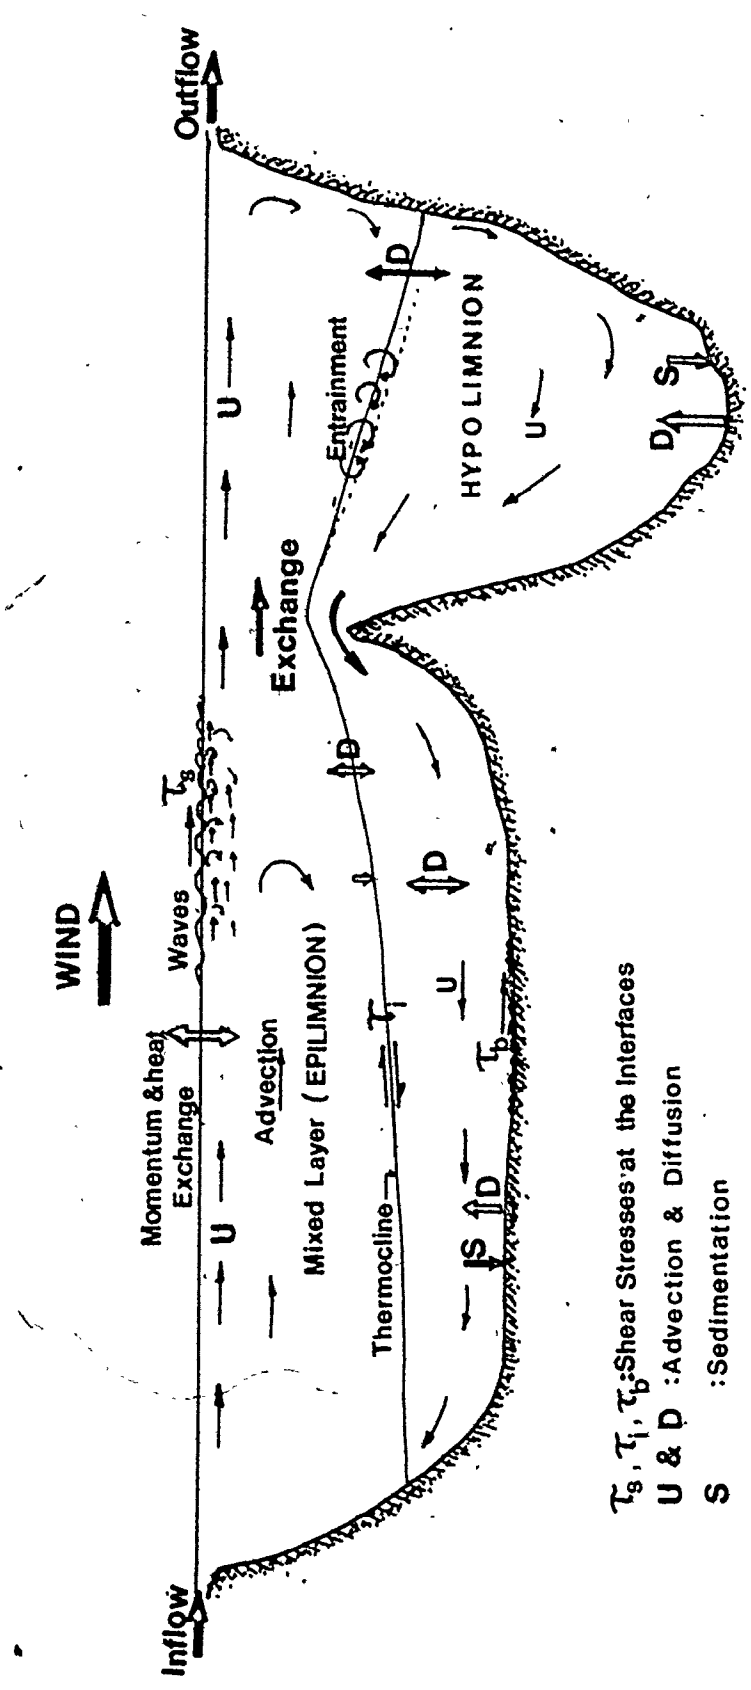 WIND
Inflow
Momentum & heat
Exchange
Waves
τs
Outflow
U
U
Advection
Exchange
Mixed Layer ( EPILIMNION)
Entrainment
D
D
Thermocline
τi
D
HYPOLIMNION
U
U
S
D
τb
S
D
τs , τi , τb :Shear Stresses at the Interfaces
U & D :Advection & Diffusion
S :Sedimentation